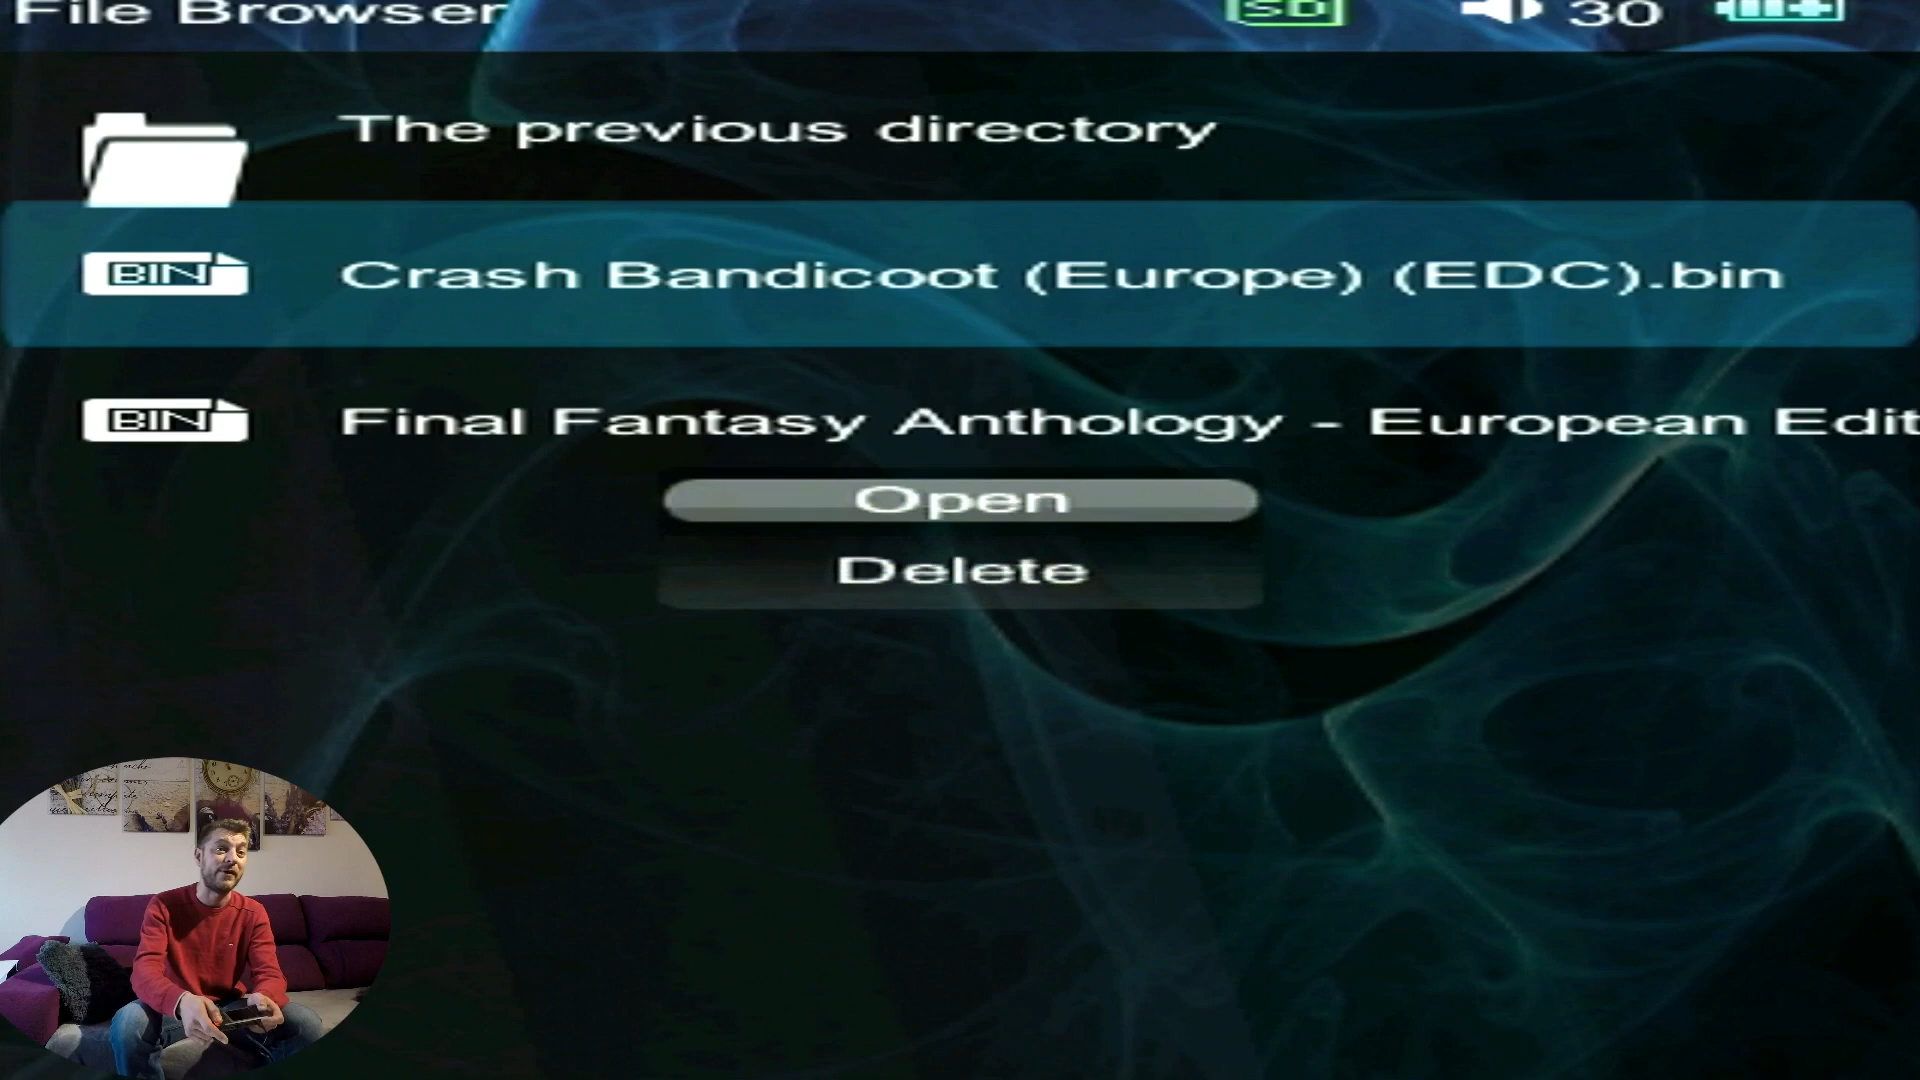 File Browser SD 30
The previous directory
BIN Crash Bandicoot (Europe) (EDC).bin
BIN Final Fantasy Anthology - European Edit
Open
Delete